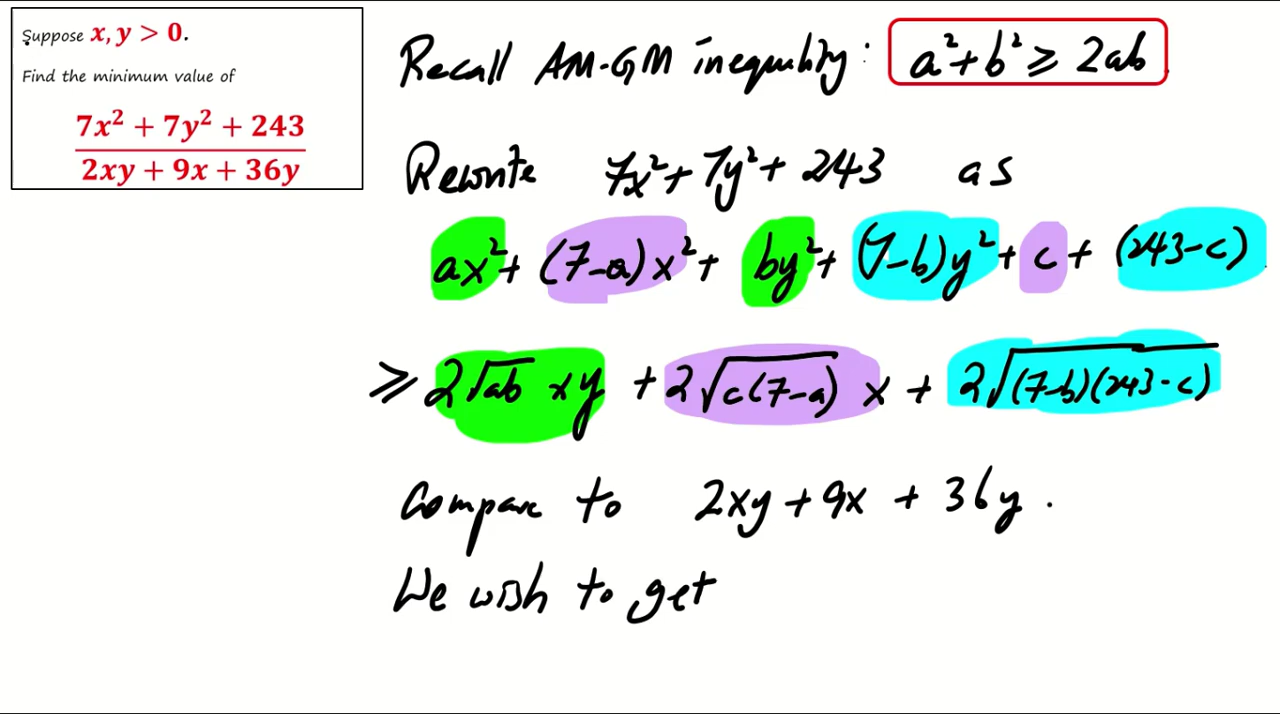 Suppose x, y > 0.
Find the minimum value of
7x² + 7y² + 243
2xy + 9x + 36y
Recall AM-GM inequality: a²+b² ≥ 2ab
Rewrite 7x²+7y²+243 as
ax²+(7-a)x²+by²+(7-b)y²+c+(243-c)
≥ 2√ab xy +2√c(7-a) x + 2√(7-b)(243-c)
Compare to 2xy+9x+36y.
We wish to get